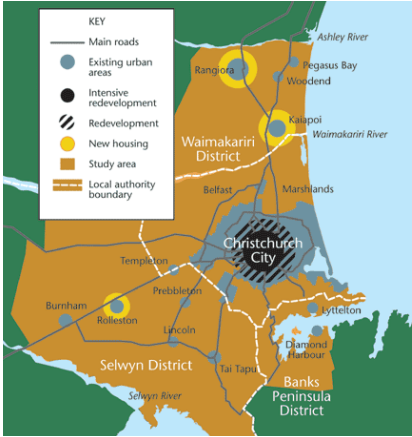 KEY
Main roads
Existing urban
areas
Intensive
redevelopment
Redevelopment
New housing
Study area
Local authority
boundary
Ashley River
Pegasus Bay
Rangiora
Woodend
Kaiapoi
Waimakariri River
Waimakariri
District
Belfast
Marshlands
Christchurch
City
Templeton
Prebbleton
Burnham
Rolleston
Lyttelton
Lincoln
Diamond
Harbour
Selwyn District
Tai Tapu
Banks
Peninsula
District
Selwyn River